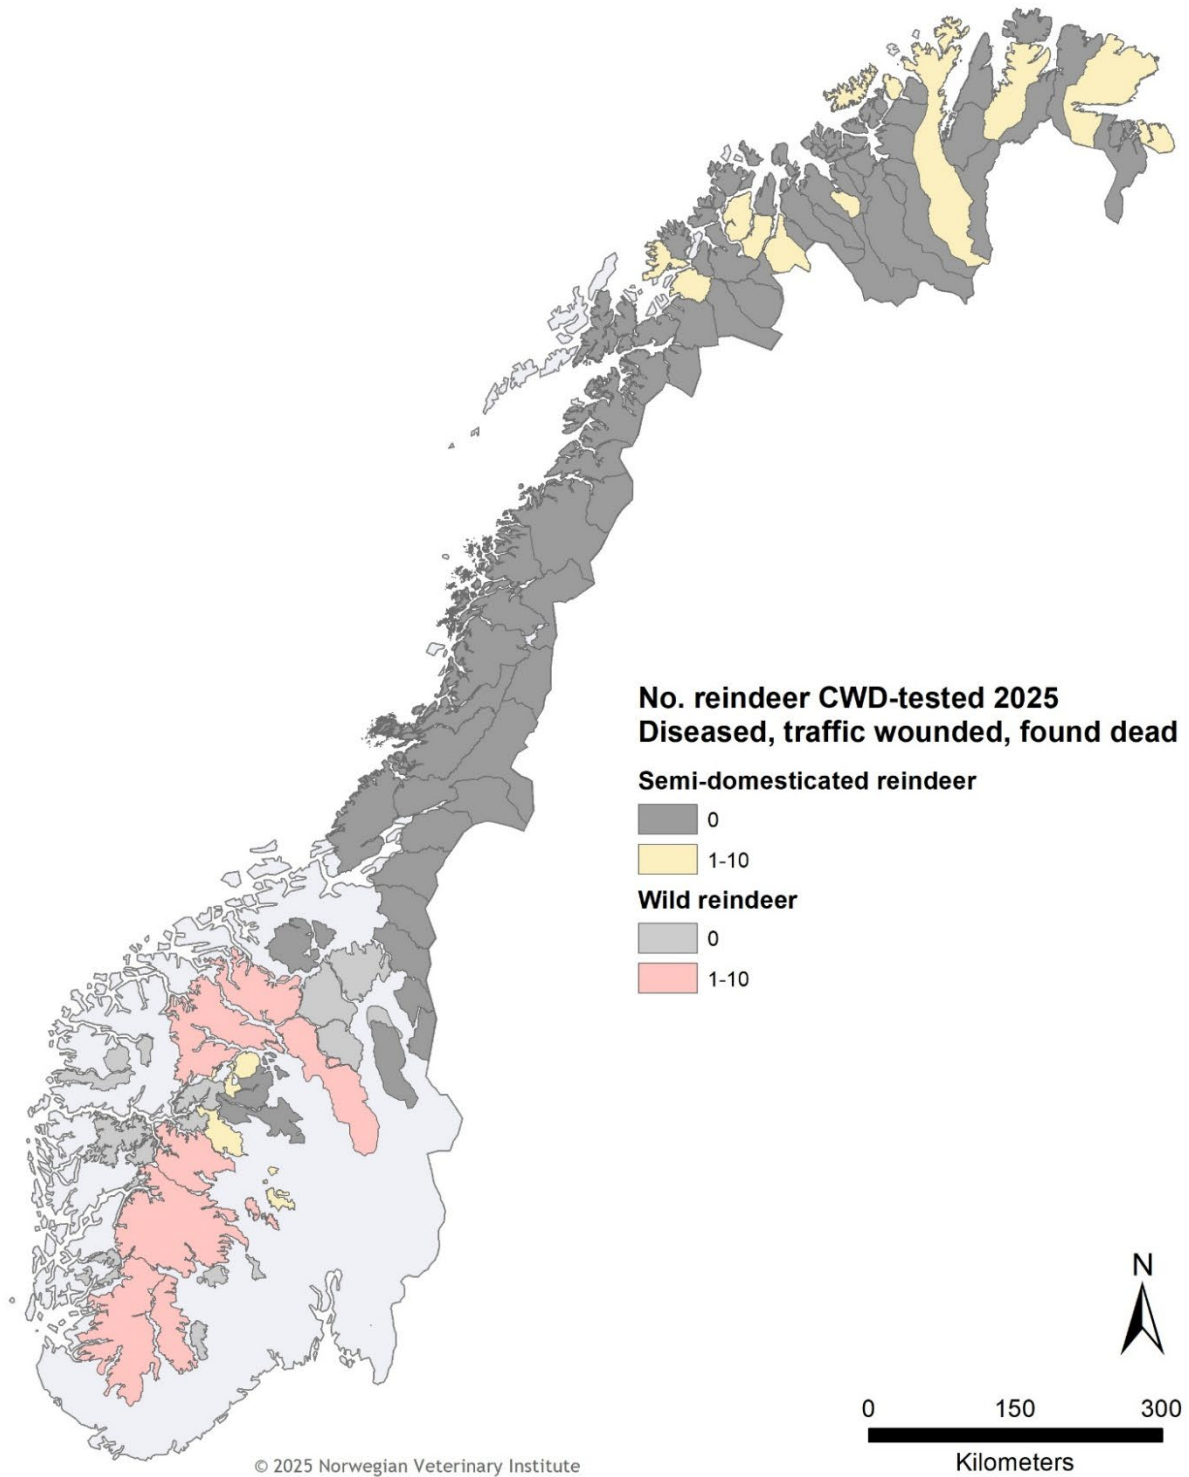 No. reindeer CWD-tested 2025
Diseased, traffic wounded, found dead
Semi-domesticated reindeer
0
1-10
Wild reindeer
0
1-10
N
0 150 300
Kilometers
© 2025 Norwegian Veterinary Institute